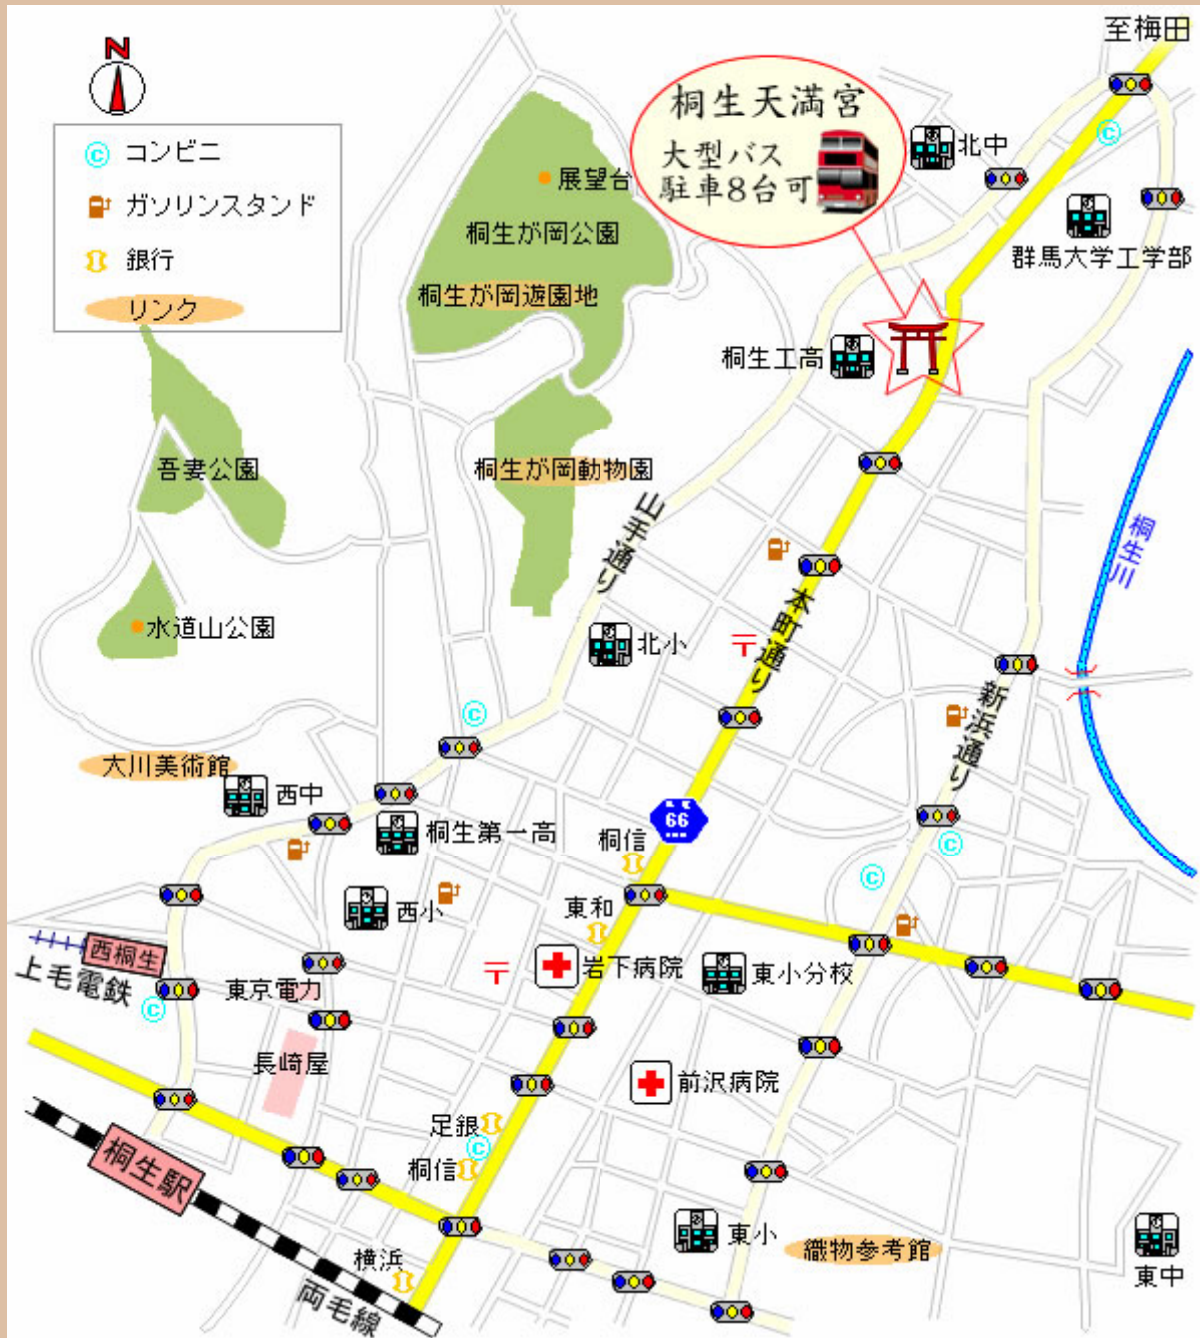 至梅田
N
桐生天満宮
大型バス
駐車8台可
コンビニ
ガソリンスタンド
銀行
リンク
展望台
桐生が岡公園
桐生が岡遊園地
北中
群馬大学工学部
桐生工高
吾妻公園
桐生が岡動物園
山手通り
桐生川
本町通り
水道山公園
北小
新浜通り
大川美術館
西中
桐生第一高
66
桐信
西小
東和
西桐生
上毛電鉄
東京電力
岩下病院
東小分校
長崎屋
前沢病院
足銀
桐信
桐生駅
東小
織物参考館
横浜
両毛線
東中